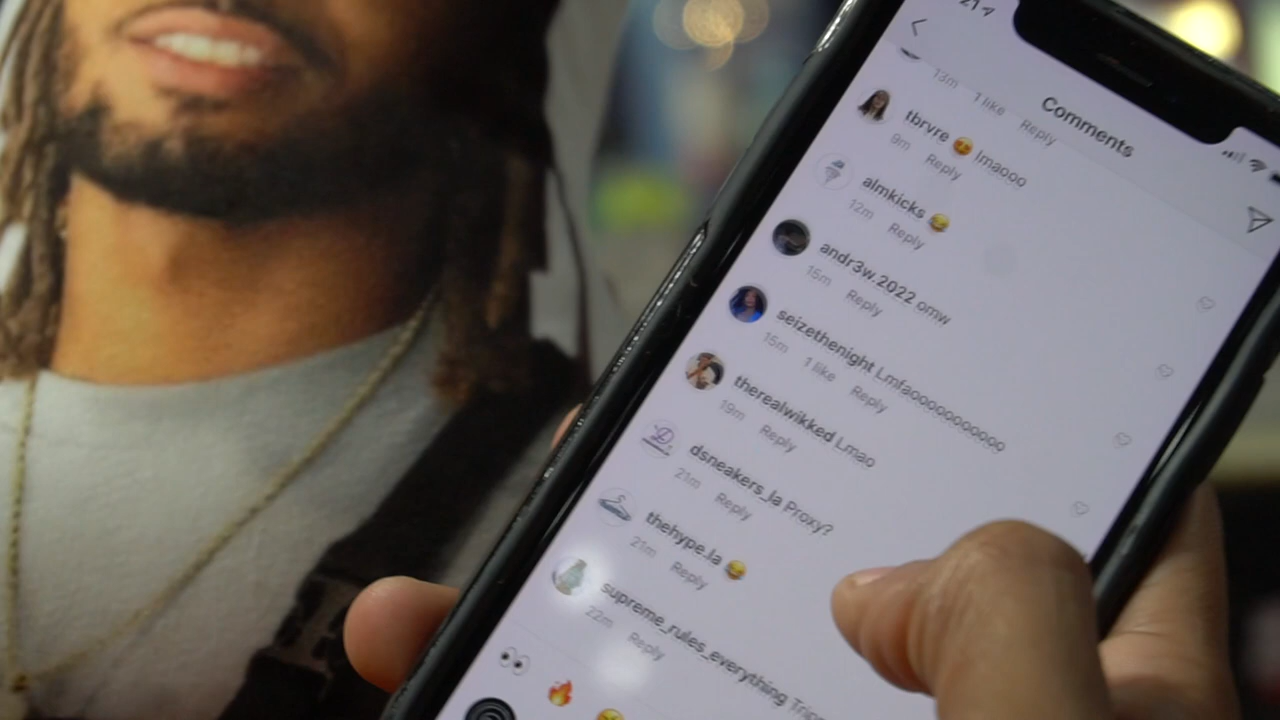 Comments
13m 1 like Reply
tbrvre 😍 lmaooo
9m Reply
almkicks 😂
12m Reply
andr3w.2022 omw
15m Reply
seizethenight Lmfaooooooooooo
15m 1 like Reply
therealwikked Lmao
19m Reply
dsneakers_la Proxy?
21m Reply
thehype.la 😂
21m Reply
supreme_rules_everything
22m Reply
👀 🔥